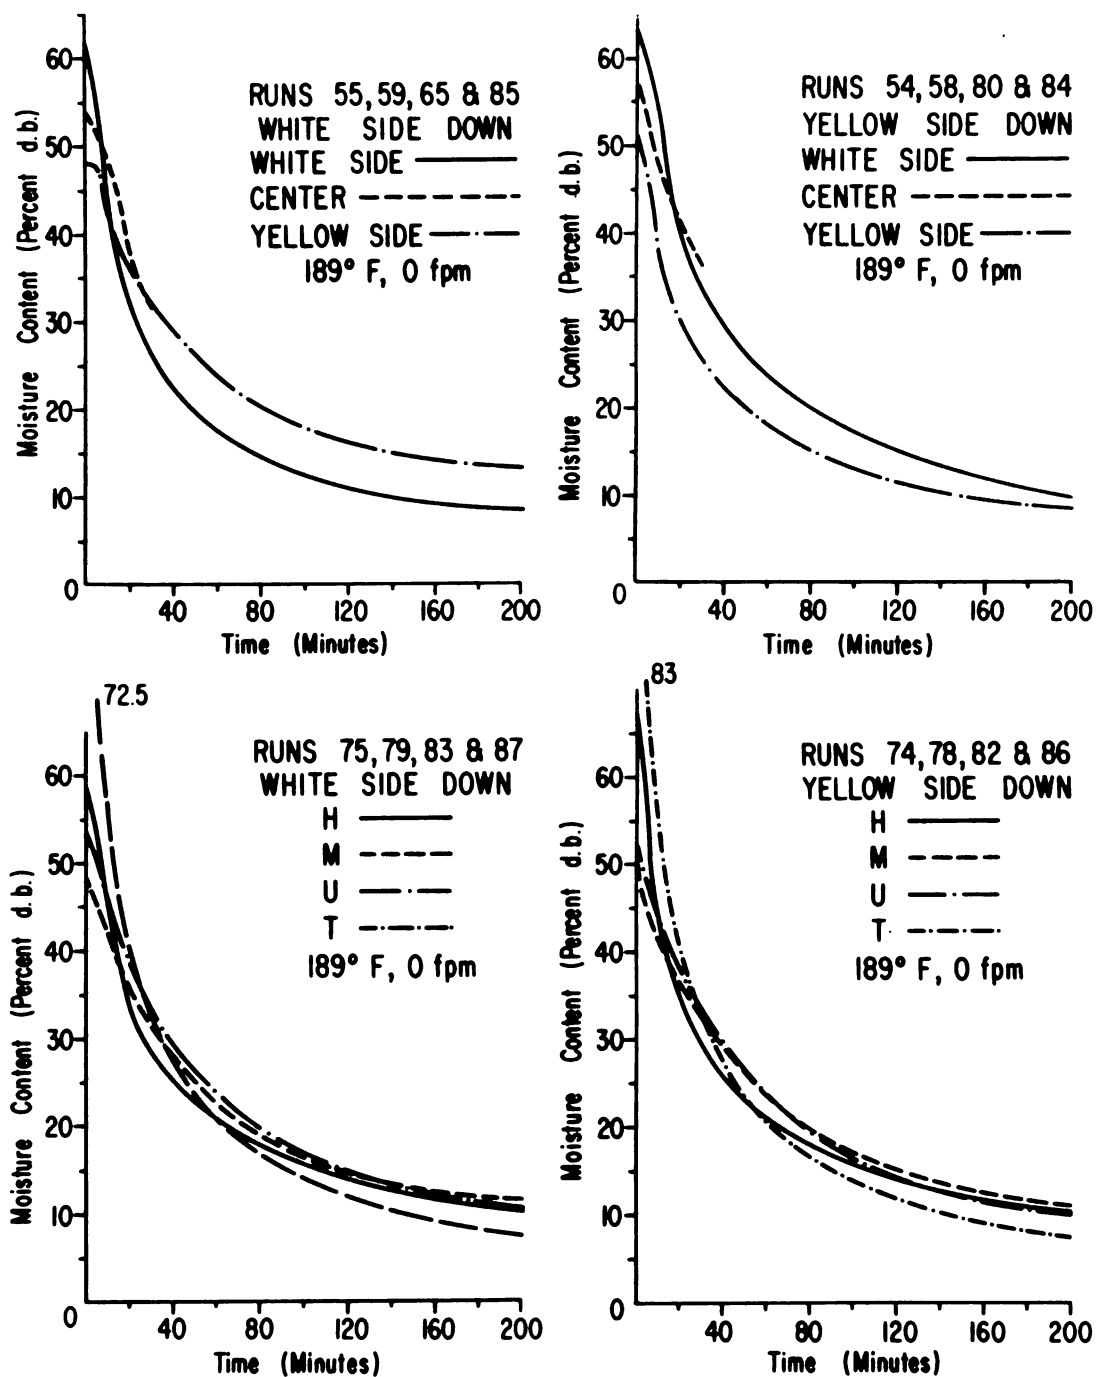 60
50
40
30
20
10
0
40 80 120 160 200
Time (Minutes)
Moisture Content (Percent d.b.)
RUNS 55, 59, 65 & 85
WHITE SIDE DOWN
WHITE SIDE
CENTER
YELLOW SIDE
189° F, 0 fpm
60
50
40
30
20
10
0
40 80 120 160 200
Time (Minutes)
Moisture Content (Percent d.b.)
RUNS 54, 58, 80 & 84
YELLOW SIDE DOWN
WHITE SIDE
CENTER
YELLOW SIDE
189° F, 0 fpm
72.5
60
50
40
30
20
10
0
40 80 120 160 200
Time (Minutes)
Moisture Content (Percent d.b.)
RUNS 75, 79, 83 & 87
WHITE SIDE DOWN
H
M
U
T
189° F, 0 fpm
83
60
50
40
30
20
10
0
40 80 120 160 200
Time (Minutes)
Moisture Content (Percent d.b.)
RUNS 74, 78, 82 & 86
YELLOW SIDE DOWN
H
M
U
T
189° F, 0 fpm